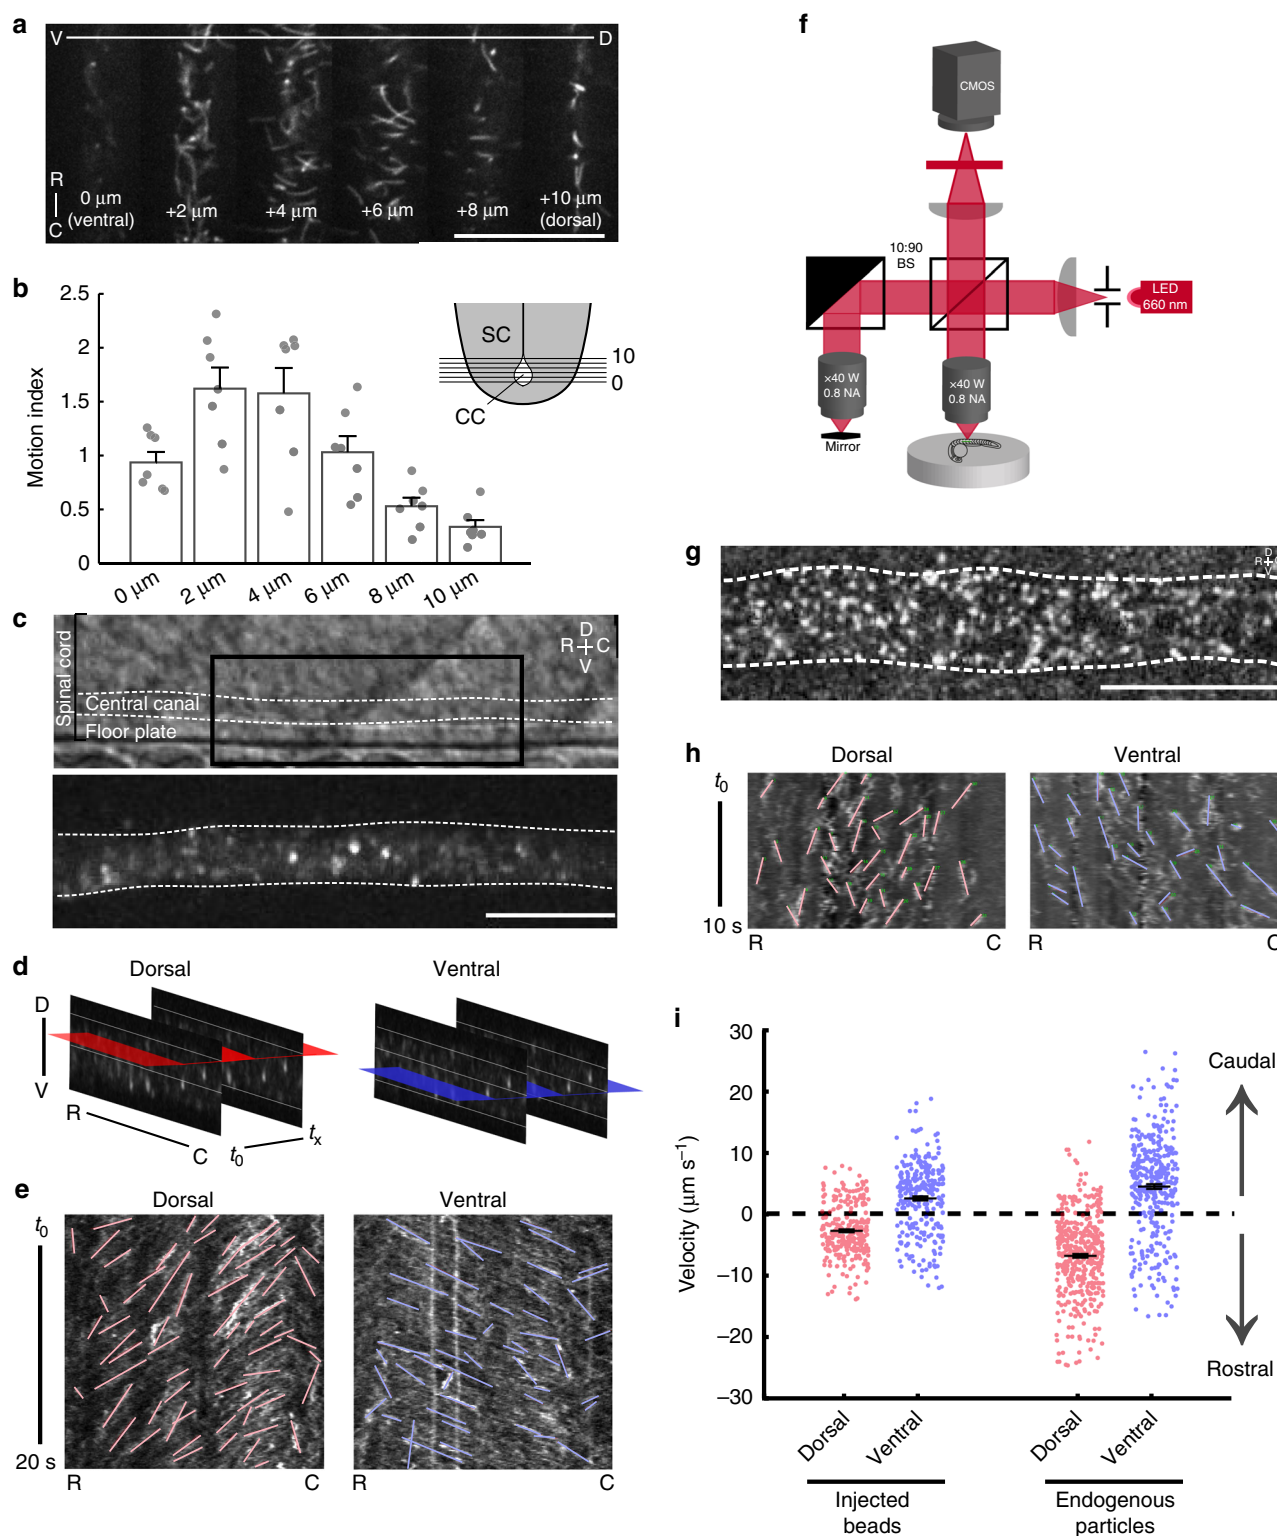 a
V
D
R
C
0 µm
(ventral)
+2 µm
+4 µm
+6 µm
+8 µm
+10 µm
(dorsal)
b
Motion index
2.5
2
1.5
1
0.5
0
0 µm
2 µm
4 µm
6 µm
8 µm
10 µm
SC
CC
10
0
c
Spinal cord
Central canal
Floor plate
D
R C
V
d
Dorsal
Ventral
D
V
R
C
t0
tx
e
Dorsal
Ventral
t0
20 s
R
C
R
C
f
CMOS
10:90
BS
LED
660 nm
×40 W
0.8 NA
×40 W
0.8 NA
Mirror
g
D
R C
V
h
Dorsal
Ventral
t0
10 s
R
C
R
C
i
Velocity (µm s−1)
30
20
10
0
−10
−20
−30
Caudal
Rostral
Dorsal
Ventral
Dorsal
Ventral
Injected
beads
Endogenous
particles